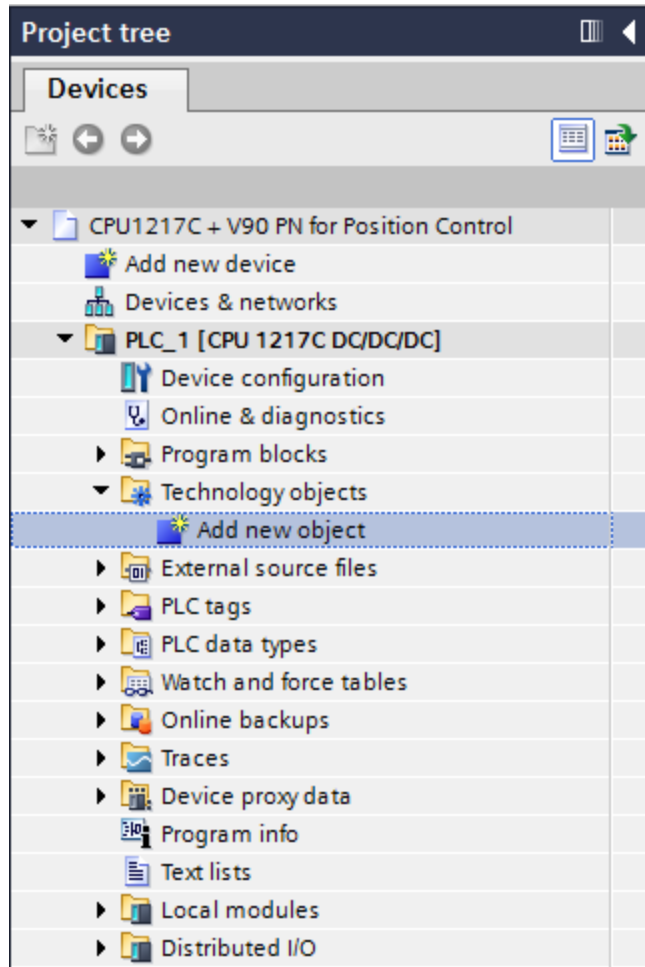 Project tree
Devices
CPU1217C + V90 PN for Position Control
Add new device
Devices & networks
PLC_1 [CPU 1217C DC/DC/DC]
Device configuration
Online & diagnostics
Program blocks
Technology objects
Add new object
External source files
PLC tags
PLC data types
Watch and force tables
Online backups
Traces
Device proxy data
Program info
Text lists
Local modules
Distributed I/O